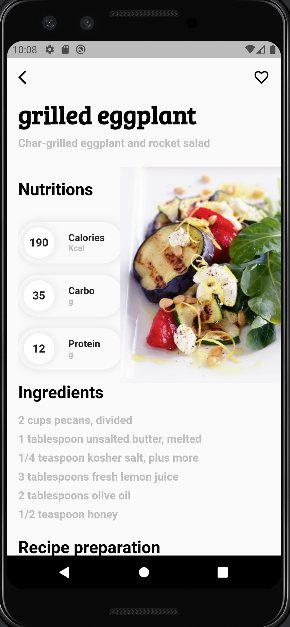 10:08
grilled eggplant
Char-grilled eggplant and rocket salad
Nutritions
190
Calories
Kcal
35
Carbo
g
12
Protein
g
Ingredients
2 cups pecans, divided
1 tablespoon unsalted butter, melted
1/4 teaspoon kosher salt, plus more
3 tablespoons fresh lemon juice
2 tablespoons olive oil
1/2 teaspoon honey
Recipe preparation